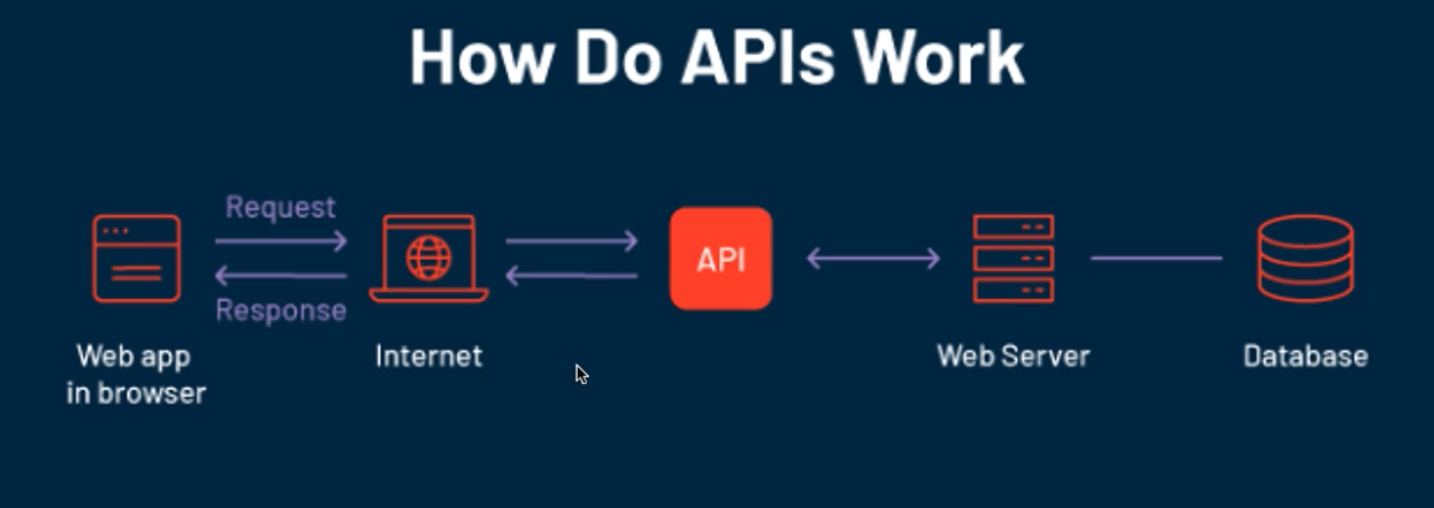 How Do APIs Work
Request
Response
API
Web app
in browser
Internet
Web Server
Database